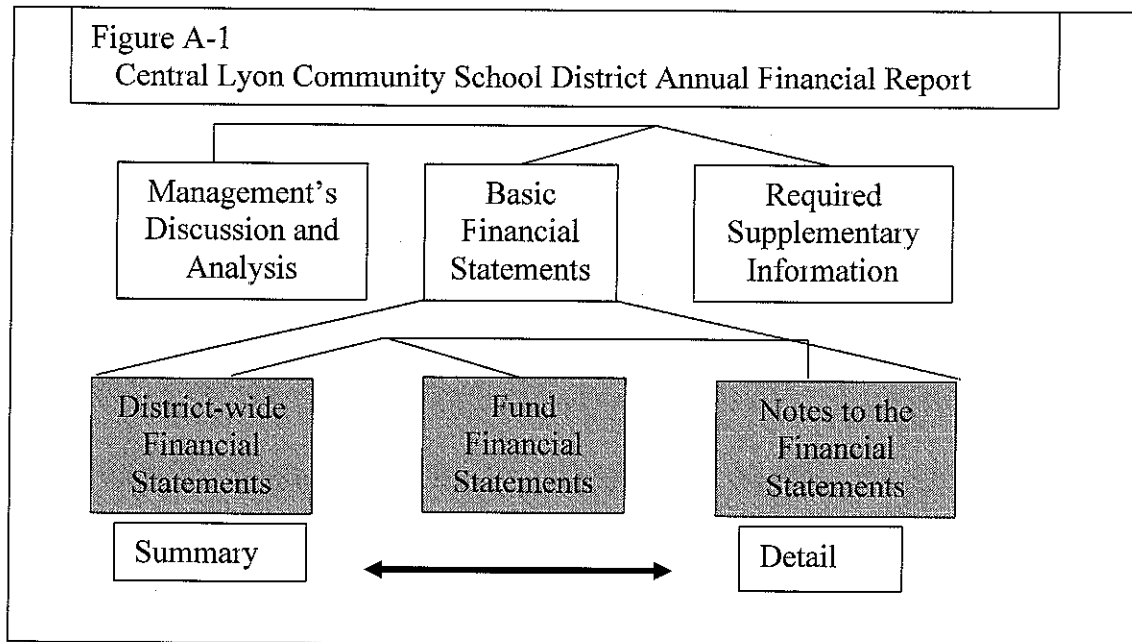 Figure A-1
Central Lyon Community School District Annual Financial Report
Management's
Discussion and
Analysis
Basic
Financial
Statements
Required
Supplementary
Information
District-wide
Financial
Statements
Fund
Financial
Statements
Notes to the
Financial
Statements
Summary
Detail